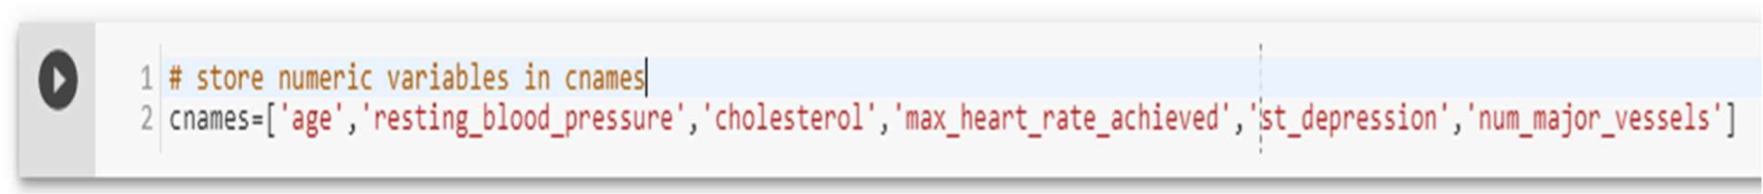 1 # store numeric variables in cnames
2 cnames=['age','resting_blood_pressure','cholesterol','max_heart_rate_achieved','st_depression','num_major_vessels']